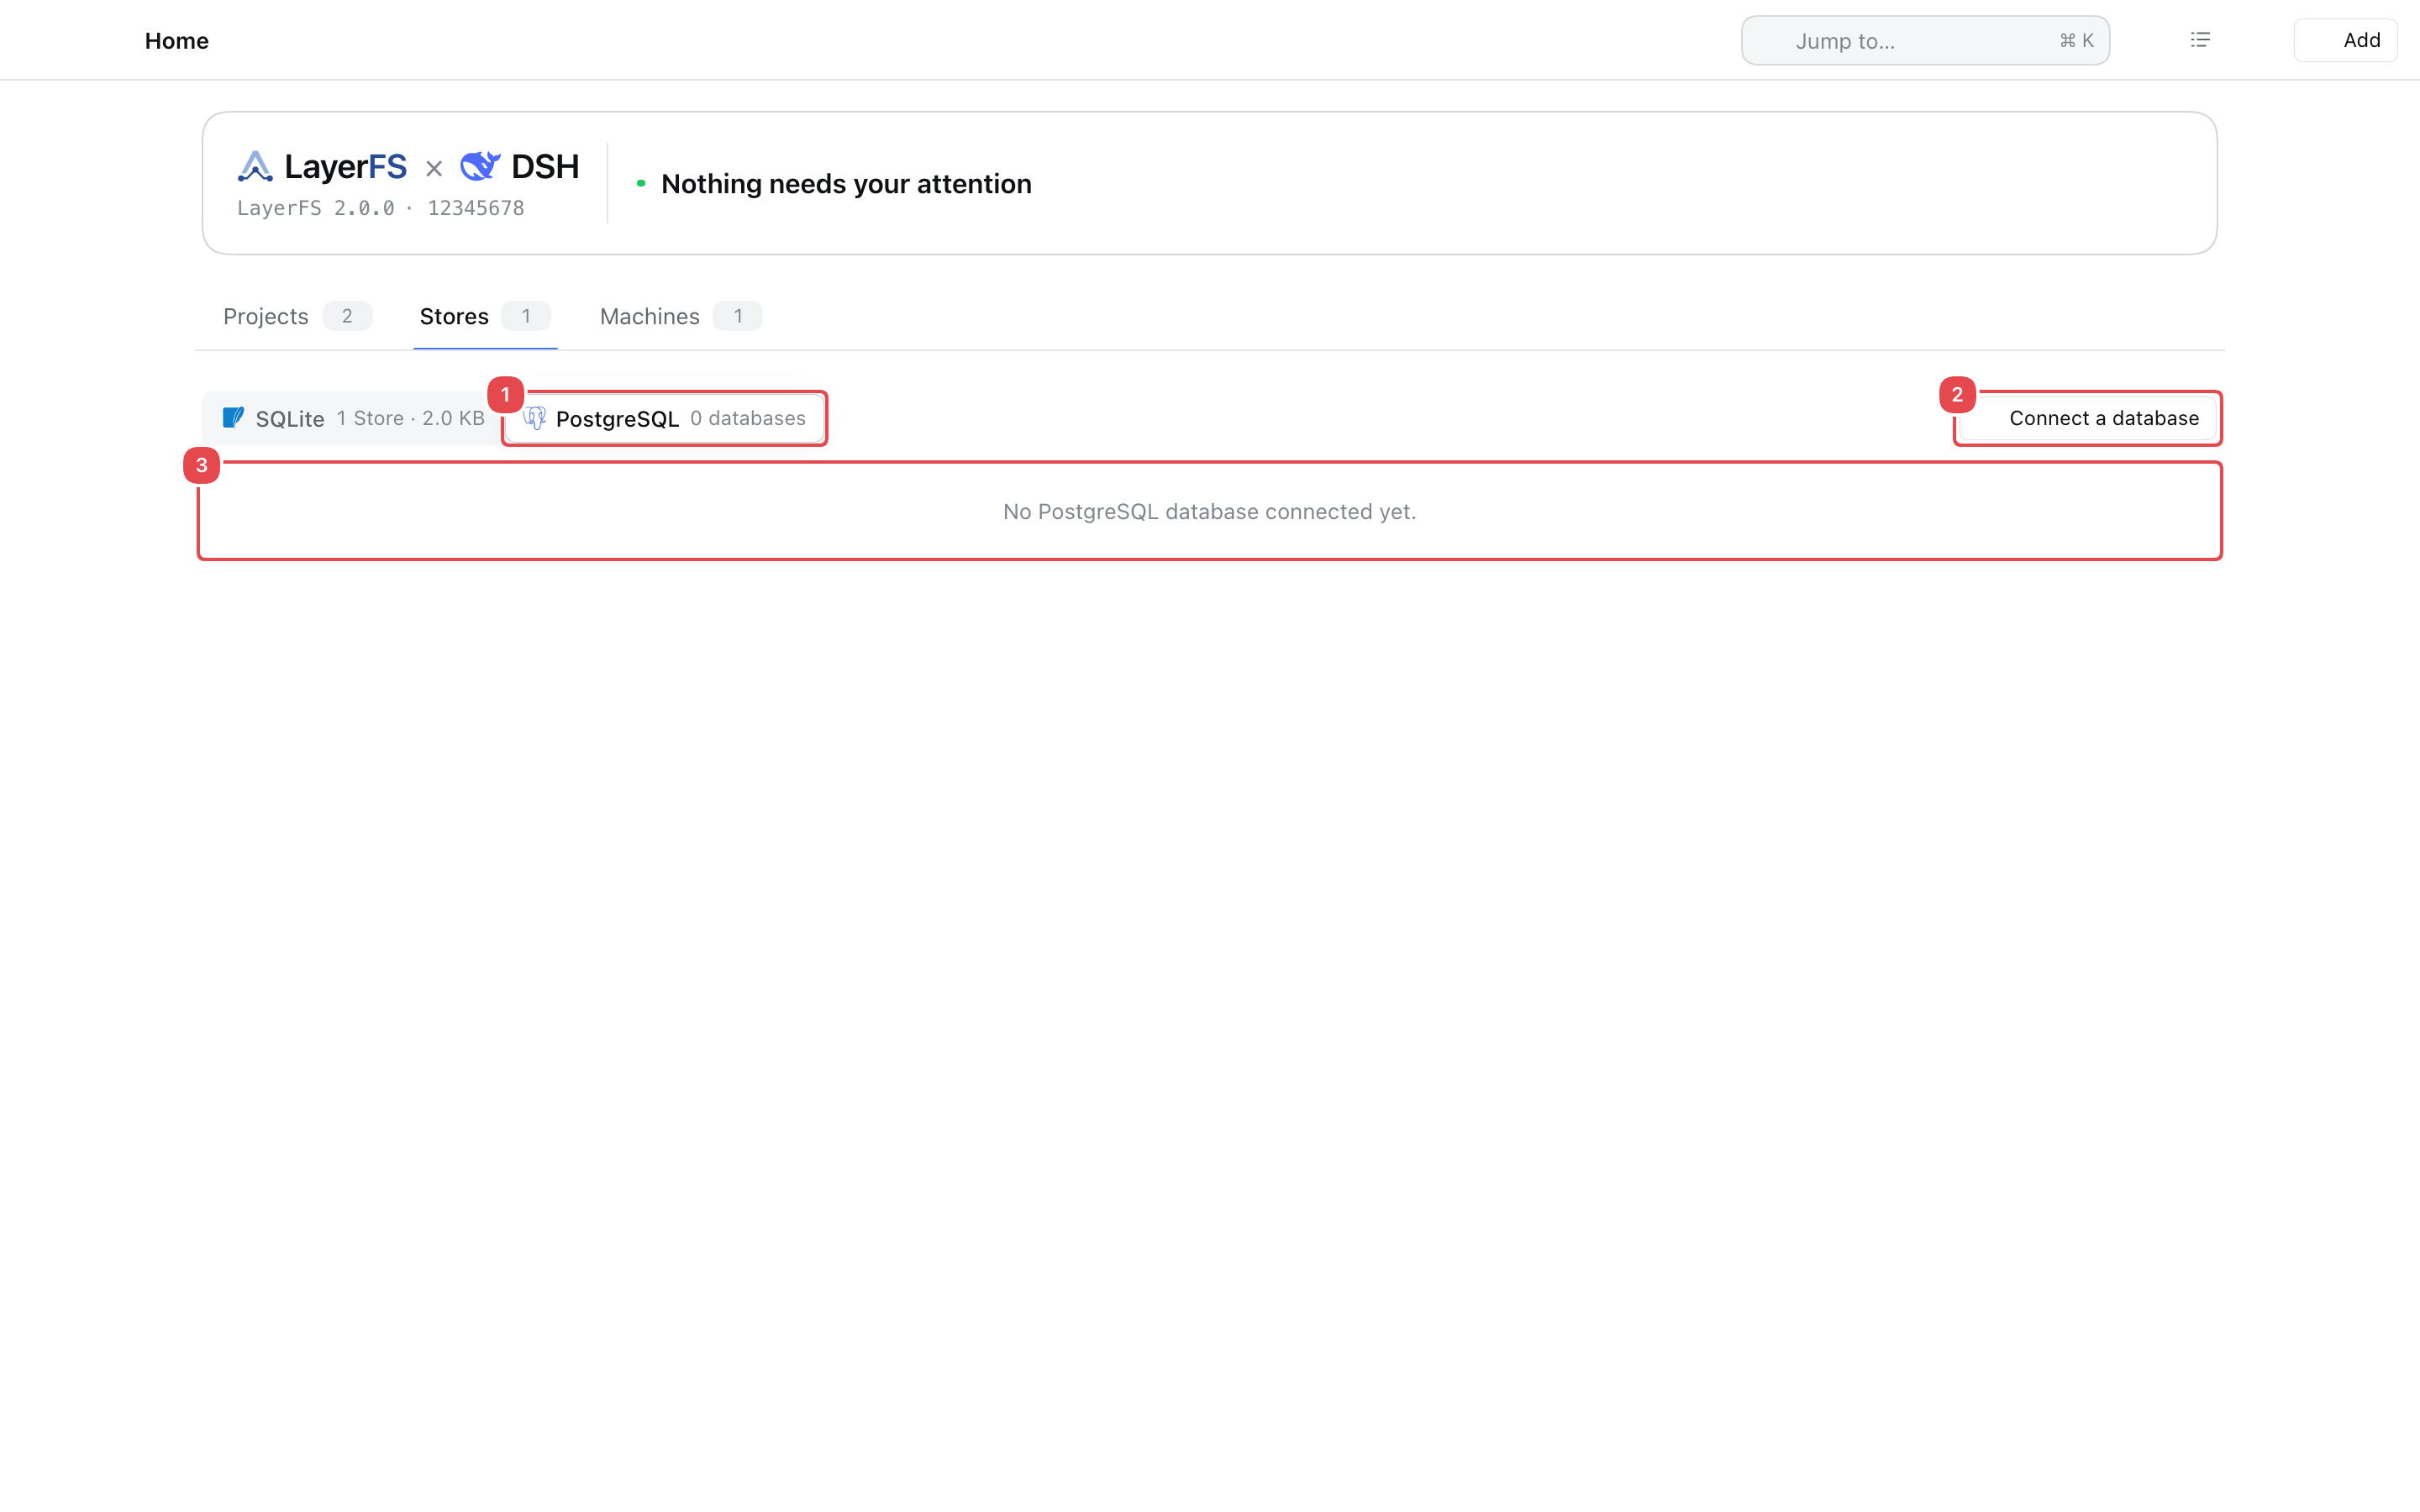 Home
Jump to...
⌘ K
Add
LayerFS × DSH
LayerFS 2.0.0 · 12345678
Nothing needs your attention
Projects 2
Stores 1
Machines 1
SQLite 1 Store · 2.0 KB
1
PostgreSQL 0 databases
2
Connect a database
3
No PostgreSQL database connected yet.